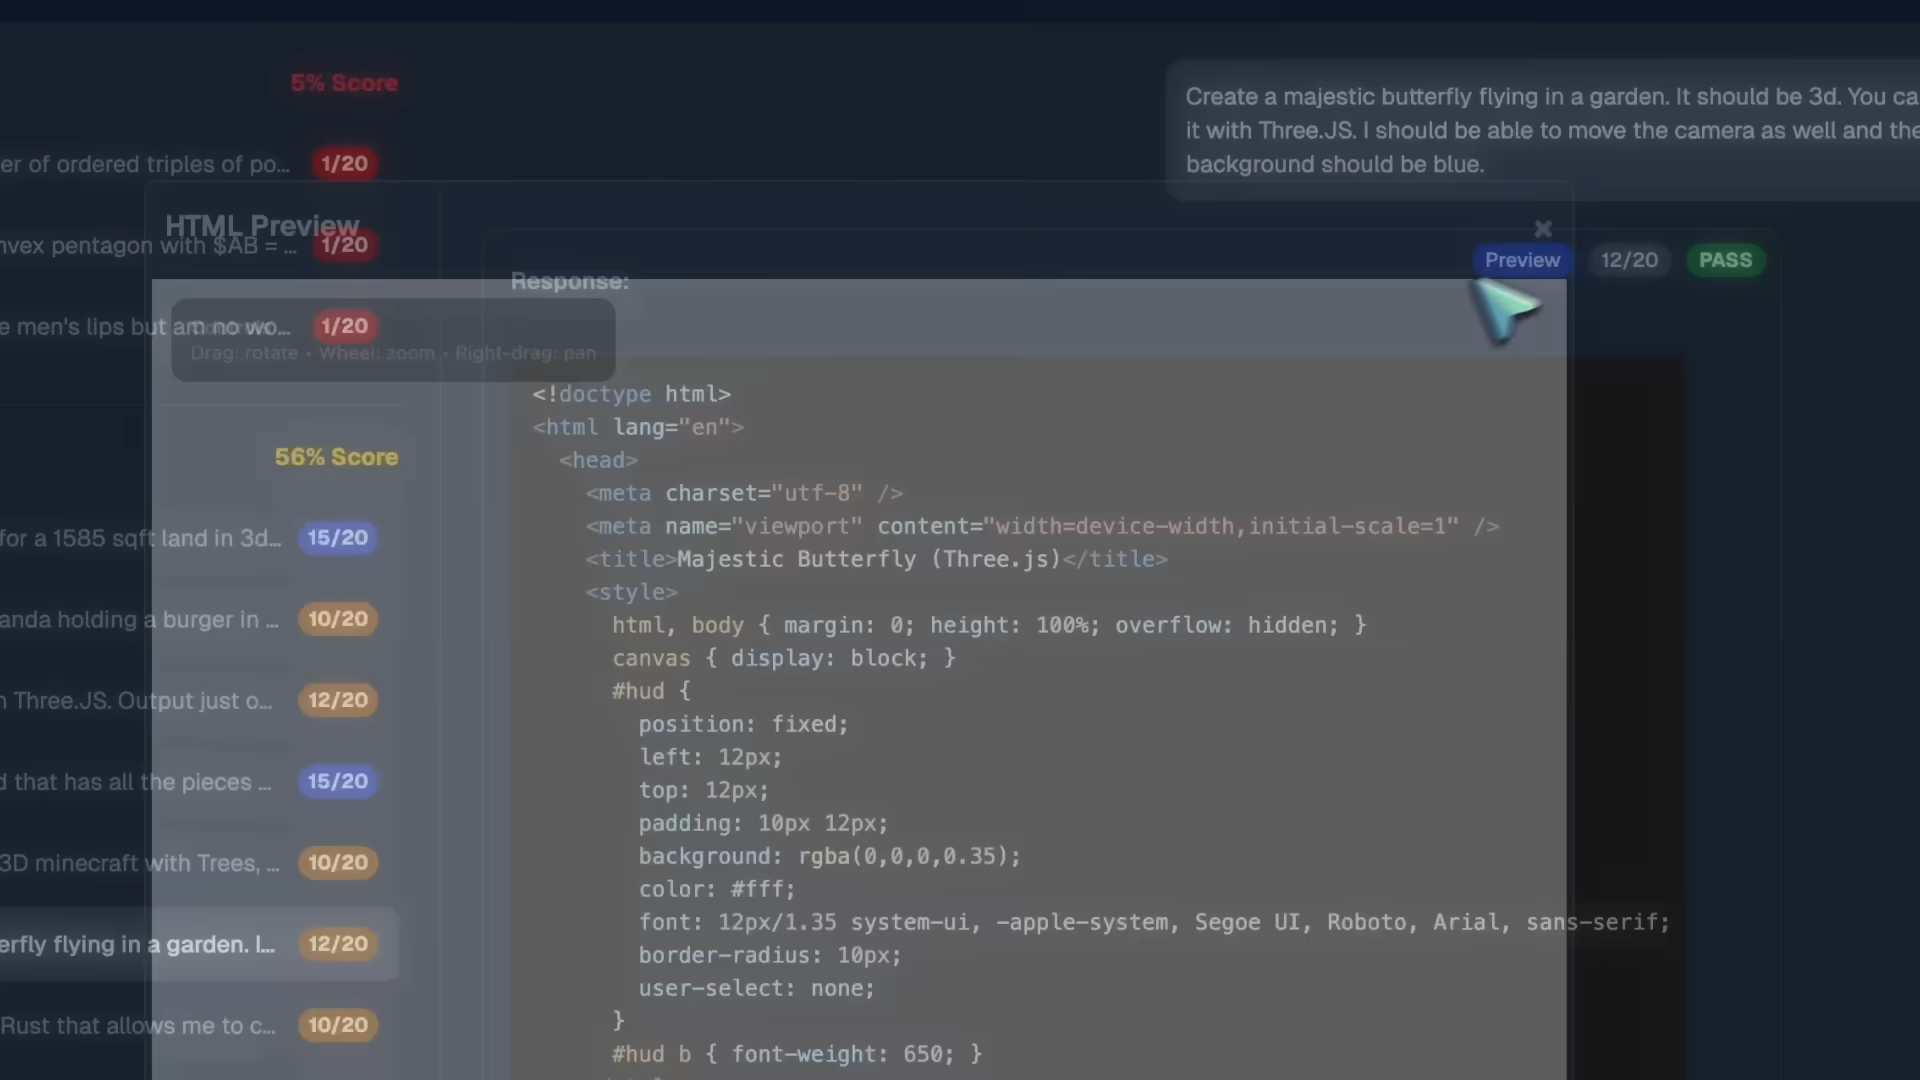 5% Score
er of ordered triples of po... 1/20
nvex pentagon with $AB = ... 1/20
e men's lips but am no wo... 1/20
56% Score
for a 1585 sqft land in 3d... 15/20
anda holding a burger in ... 10/20
n Three.JS. Output just o... 12/20
d that has all the pieces ... 15/20
3D minecraft with Trees, ... 10/20
erfly flying in a garden. I... 12/20
Rust that allows me to c... 10/20
Create a majestic butterfly flying in a garden. It should be 3d. You ca
it with Three.JS. I should be able to move the camera as well and the
background should be blue.
HTML Preview
×
Drag: rotate • Wheel: zoom • Right-drag: pan
Preview 12/20 PASS
Response:
<!doctype html>
<html lang="en">
<head>
<meta charset="utf-8" />
<meta name="viewport" content="width=device-width,initial-scale=1" />
<title>Majestic Butterfly (Three.js)</title>
<style>
html, body { margin: 0; height: 100%; overflow: hidden; }
canvas { display: block; }
#hud {
position: fixed;
left: 12px;
top: 12px;
padding: 10px 12px;
background: rgba(0,0,0,0.35);
color: #fff;
font: 12px/1.35 system-ui, -apple-system, Segoe UI, Roboto, Arial, sans-serif;
border-radius: 10px;
user-select: none;
}
#hud b { font-weight: 650; }